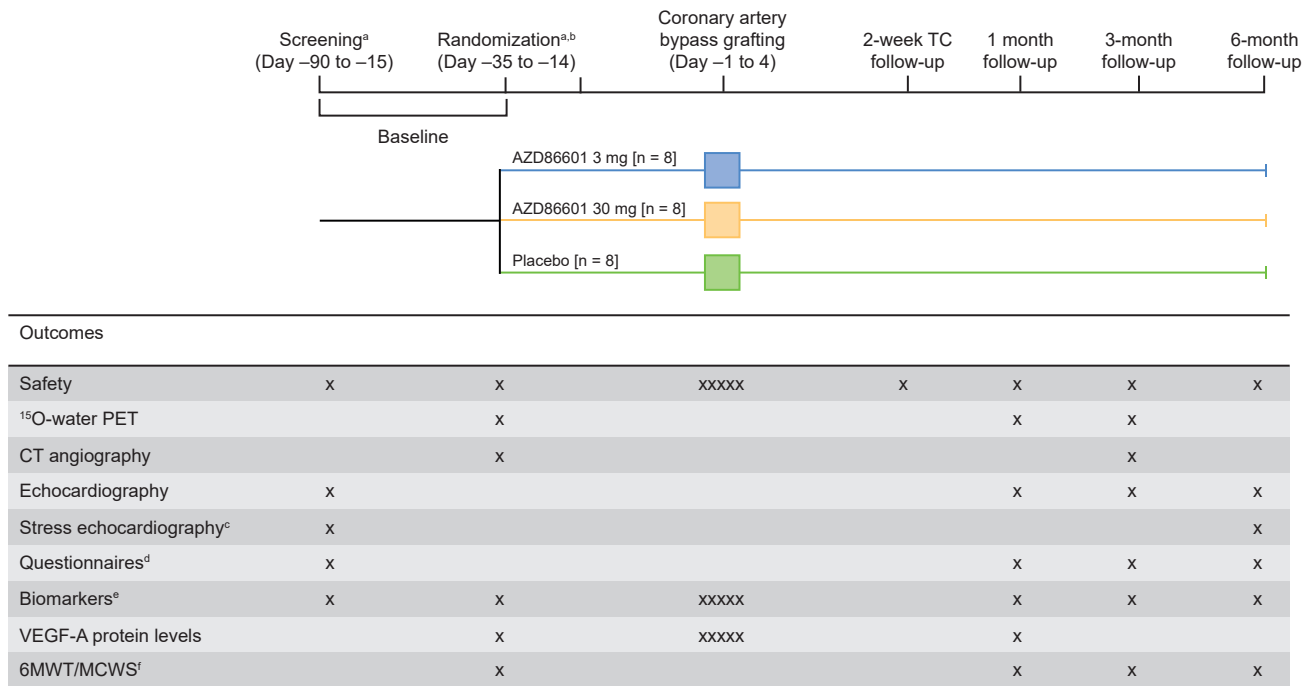 Screeningᵃ
(Day –90 to –15)
Randomizationᵃ,ᵇ
(Day –35 to –14)
Coronary artery
bypass grafting
(Day –1 to 4)
2-week TC
follow-up
1 month
follow-up
3-month
follow-up
6-month
follow-up
Baseline
AZD86601 3 mg [n = 8]
AZD86601 30 mg [n = 8]
Placebo [n = 8]
Outcomes
Safety x x xxxxx x x x x
¹⁵O-water PET x x x
CT angiography x x
Echocardiography x x x x
Stress echocardiographyᶜ x x
Questionnairesᵈ x x x x
Biomarkersᵉ x x xxxxx x x x
VEGF-A protein levels x xxxxx x
6MWT/MCWSᶠ x x x x